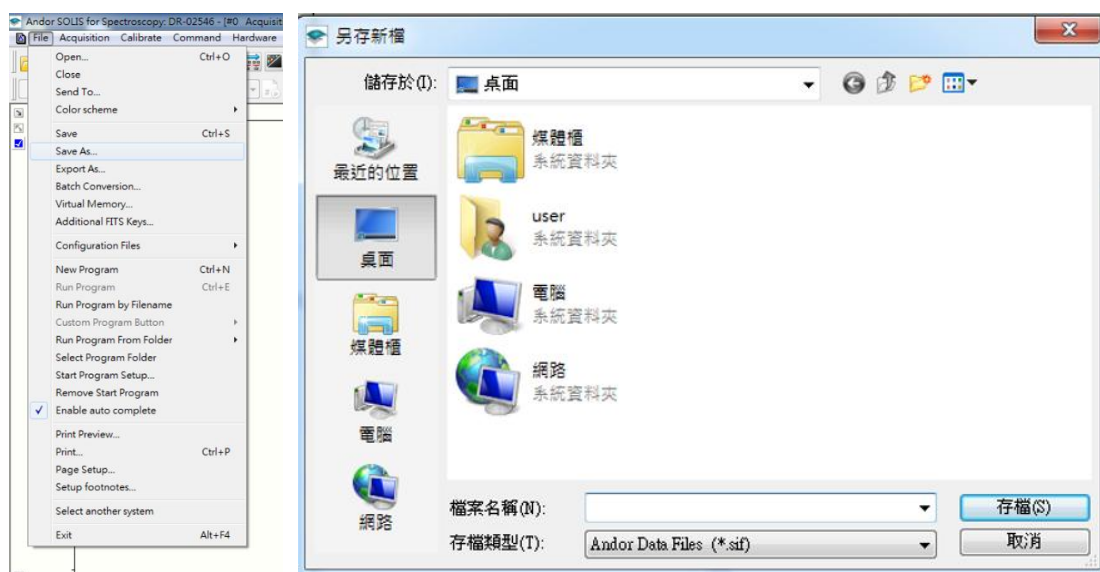 Andor SOLIS for Spectroscopy: DR-02546 - [#0 Acquisit
File Acquisition Calibrate Command Hardware
Open... Ctrl+O
Close
Send To...
Color scheme
Save Ctrl+S
Save As...
Export As...
Batch Conversion...
Virtual Memory...
Additional FITS Keys...
Configuration Files
New Program Ctrl+N
Run Program Ctrl+E
Run Program by Filename
Custom Program Button
Run Program From Folder
Select Program Folder
Start Program Setup...
Remove Start Program
Enable auto complete
Print Preview...
Print... Ctrl+P
Page Setup...
Setup footnotes...
Select another system
Exit Alt+F4
另存新檔
儲存於(I): 桌面
最近的位置
桌面
媒體櫃
電腦
網路
媒體櫃
系統資料夾
user
系統資料夾
電腦
系統資料夾
網路
系統資料夾
檔案名稱(N): 存檔(S)
存檔類型(T): Andor Data Files (*.sif) 取消